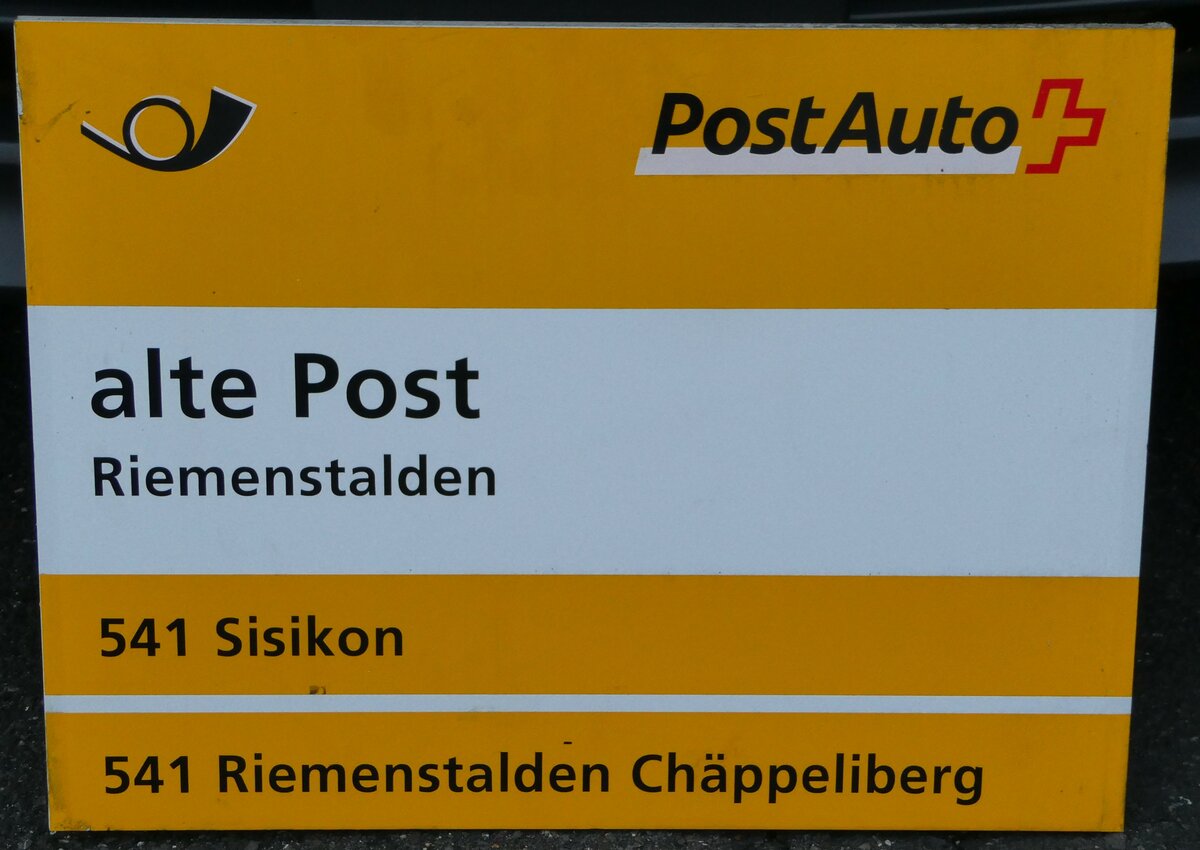 PostAuto
alte Post
Riemenstalden
541 Sisikon
541 Riemenstalden Chäppeliberg